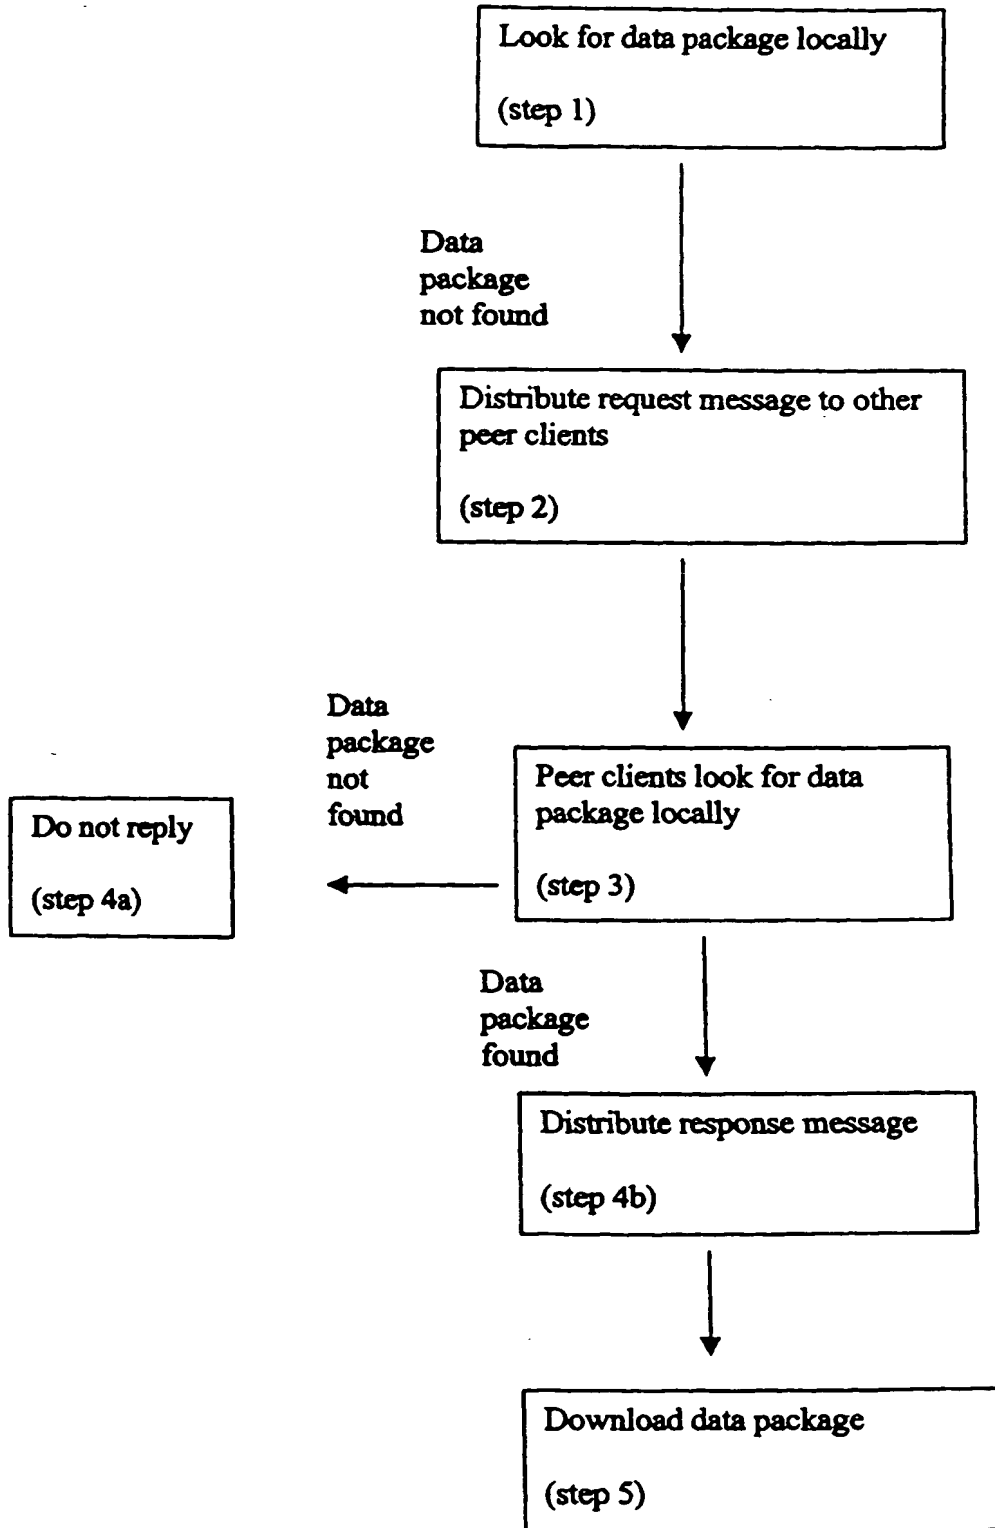 Look for data package locally
(step 1)
Data
package
not found
Distribute request message to other
peer clients
(step 2)
Data
package
not
found
Peer clients look for data
package locally
(step 3)
Do not reply
(step 4a)
Data
package
found
Distribute response message
(step 4b)
Download data package
(step 5)